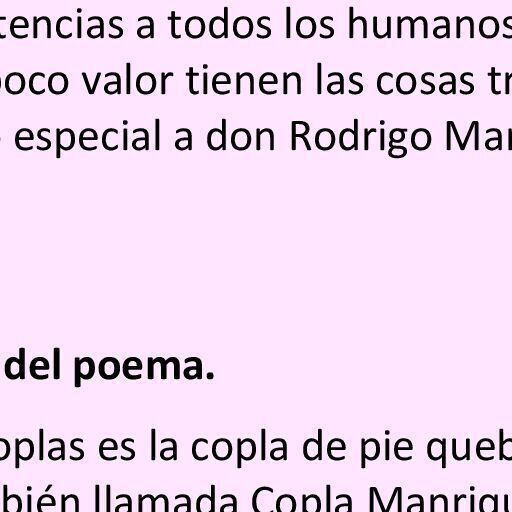 tencias a todos los humanos
poco valor tienen las cosas tr
especial a don Rodrigo Mar
del poema.
oplas es la copla de pie queb
mbién llamada Copla Manriqu